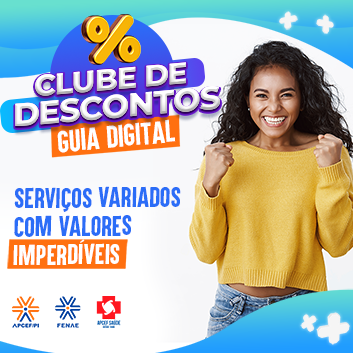 %
CLUBE DE
DESCONTOS
GUIA DIGITAL
SERVIÇOS VARIADOS
COM VALORES
IMPERDÍVEIS
APCEF/PI
FENAE
APCEF SAÚDE